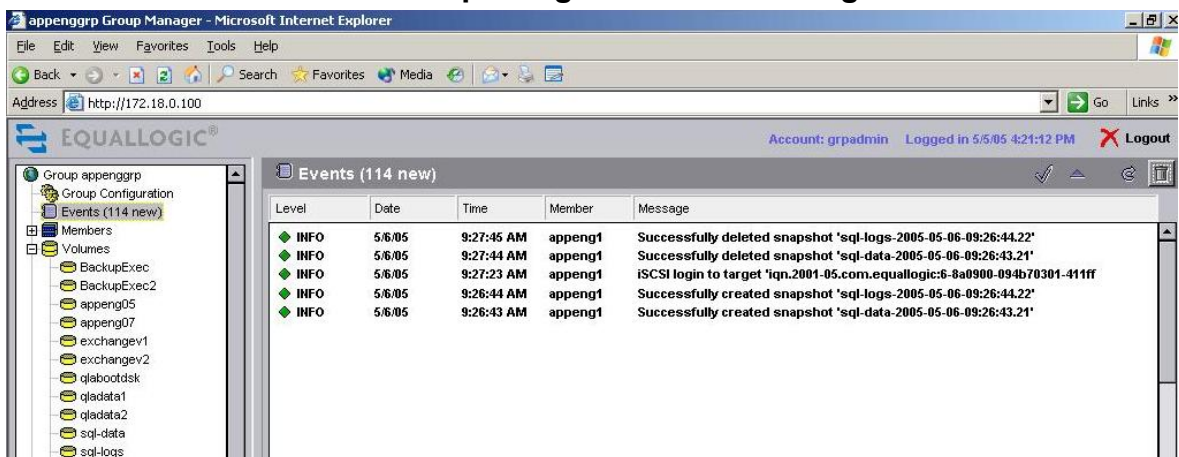 appenggrp Group Manager - Microsoft Internet Explorer
File Edit View Favorites Tools Help
Back Search Favorites Media
Address http://172.18.0.100 Go Links »
EQUALLOGIC® Account: grpadmin Logged in 5/5/05 4:21:12 PM Logout
Group appenggrp
Group Configuration
Events (114 new)
Members
Volumes
BackupExec
BackupExec2
appeng05
appeng07
exchangev1
exchangev2
qlabootdsk
qladata1
qladata2
sql-data
sql-logs
Events (114 new)
Level Date Time Member Message
INFO 5/6/05 9:27:45 AM appeng1 Successfully deleted snapshot 'sql-logs-2005-05-06-09:26:44.22'
INFO 5/6/05 9:27:44 AM appeng1 Successfully deleted snapshot 'sql-data-2005-05-06-09:26:43.21'
INFO 5/6/05 9:27:23 AM appeng1 iSCSI login to target 'iqn.2001-05.com.equallogic:6-8a0900-094b70301-411ff
INFO 5/6/05 9:26:44 AM appeng1 Successfully created snapshot 'sql-logs-2005-05-06-09:26:44.22'
INFO 5/6/05 9:26:43 AM appeng1 Successfully created snapshot 'sql-data-2005-05-06-09:26:43.21'